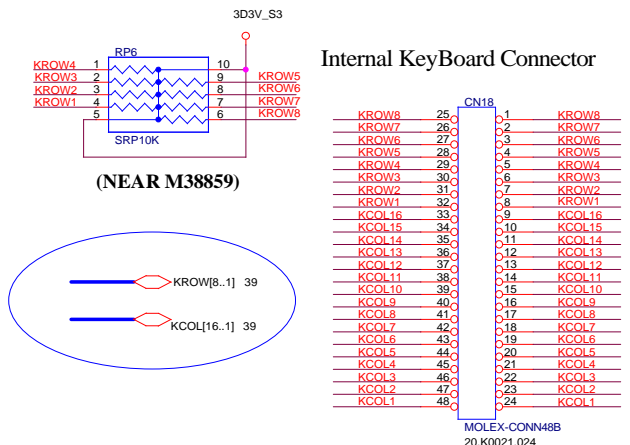 3D3V_S3
RP6
KROW4 1 10
KROW3 2 9 KROW5
KROW2 3 8 KROW6
KROW1 4 7 KROW7
5 6 KROW8
SRP10K
(NEAR M38859)
KROW[8..1] 39
KCOL[16..1] 39
Internal KeyBoard Connector
CN18
KROW8 25 1 KROW8
KROW7 26 2 KROW7
KROW6 27 3 KROW6
KROW5 28 4 KROW5
KROW4 29 5 KROW4
KROW3 30 6 KROW3
KROW2 31 7 KROW2
KROW1 32 8 KROW1
KCOL16 33 9 KCOL16
KCOL15 34 10 KCOL15
KCOL14 35 11 KCOL14
KCOL13 36 12 KCOL13
KCOL12 37 13 KCOL12
KCOL11 38 14 KCOL11
KCOL10 39 15 KCOL10
KCOL9 40 16 KCOL9
KCOL8 41 17 KCOL8
KCOL7 42 18 KCOL7
KCOL6 43 19 KCOL6
KCOL5 44 20 KCOL5
KCOL4 45 21 KCOL4
KCOL3 46 22 KCOL3
KCOL2 47 23 KCOL2
KCOL1 48 24 KCOL1
MOLEX-CONN48B
20.K0021.024